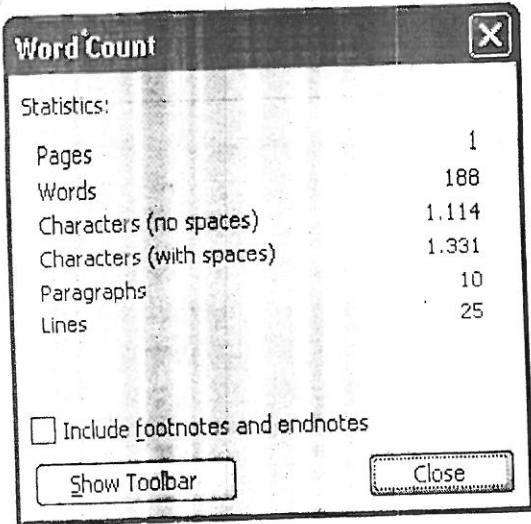 Word Count
Statistics:
Pages 1
Words 188
Characters (no spaces) 1.114
Characters (with spaces) 1.331
Paragraphs 10
Lines 25
Include footnotes and endnotes
Show Toolbar Close